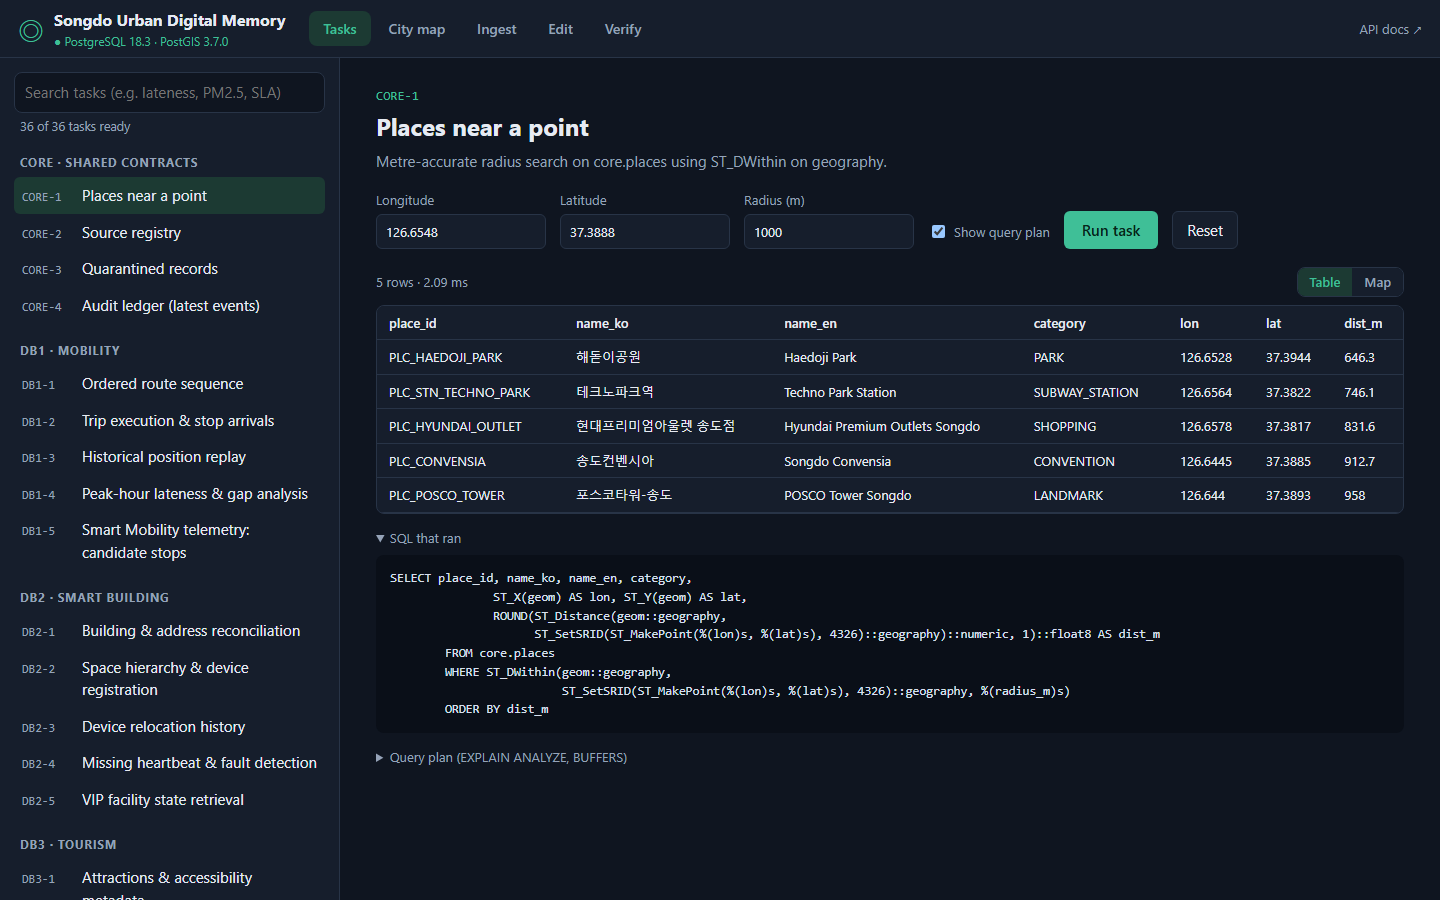 Songdo Urban Digital Memory
● PostgreSQL 18.3 · PostGIS 3.7.0
Tasks
City map
Ingest
Edit
Verify
API docs ↗
Search tasks (e.g. lateness, PM2.5, SLA)
36 of 36 tasks ready
CORE · SHARED CONTRACTS
CORE-1 Places near a point
CORE-2 Source registry
CORE-3 Quarantined records
CORE-4 Audit ledger (latest events)
DB1 · MOBILITY
DB1-1 Ordered route sequence
DB1-2 Trip execution & stop arrivals
DB1-3 Historical position replay
DB1-4 Peak-hour lateness & gap analysis
DB1-5 Smart Mobility telemetry:
candidate stops
DB2 · SMART BUILDING
DB2-1 Building & address reconciliation
DB2-2 Space hierarchy & device
registration
DB2-3 Device relocation history
DB2-4 Missing heartbeat & fault detection
DB2-5 VIP facility state retrieval
DB3 · TOURISM
DB3-1 Attractions & accessibility
metadata
CORE-1
Places near a point
Metre-accurate radius search on core.places using ST_DWithin on geography.
Longitude Latitude Radius (m)
126.6548 37.3888 1000 Show query plan Run task Reset
5 rows · 2.09 ms
Table Map
place_id name_ko name_en category lon lat dist_m
PLC_HAEDOJI_PARK 해돋이공원 Haedoji Park PARK 126.6528 37.3944 646.3
PLC_STN_TECHNO_PARK 테크노파크역 Techno Park Station SUBWAY_STATION 126.6564 37.3822 746.1
PLC_HYUNDAI_OUTLET 현대프리미엄아울렛 송도점 Hyundai Premium Outlets Songdo SHOPPING 126.6578 37.3817 831.6
PLC_CONVENSIA 송도컨벤시아 Songdo Convensia CONVENTION 126.6445 37.3885 912.7
PLC_POSCO_TOWER 포스코타워-송도 POSCO Tower Songdo LANDMARK 126.644 37.3893 958
▼ SQL that ran
SELECT place_id, name_ko, name_en, category,
ST_X(geom) AS lon, ST_Y(geom) AS lat,
ROUND(ST_Distance(geom::geography,
ST_SetSRID(ST_MakePoint(%(lon)s, %(lat)s), 4326)::geography)::numeric, 1)::float8 AS dist_m
FROM core.places
WHERE ST_DWithin(geom::geography,
ST_SetSRID(ST_MakePoint(%(lon)s, %(lat)s), 4326)::geography, %(radius_m)s)
ORDER BY dist_m
▶ Query plan (EXPLAIN ANALYZE, BUFFERS)